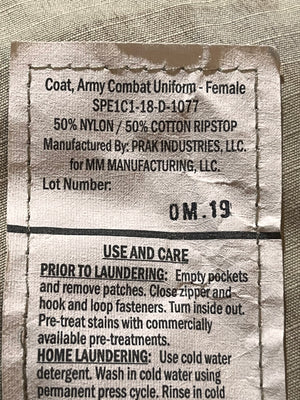 Coat, Army Combat Uniform - Female
SPE1C1-18-D-1077
50% NYLON / 50% COTTON RIPSTOP
Manufactured By: PRAK INDUSTRIES, LLC.
for MM MANUFACTURING, LLC.
Lot Number:
OM.19
USE AND CARE
PRIOR TO LAUNDERING: Empty pockets
and remove patches. Close zipper and
hook and loop fasteners. Turn inside out.
Pre-treat stains with commercially
available pre-treatments.
HOME LAUNDERING: Use cold water
detergent. Wash in cold water using
permanent press cycle. Rinse in cold